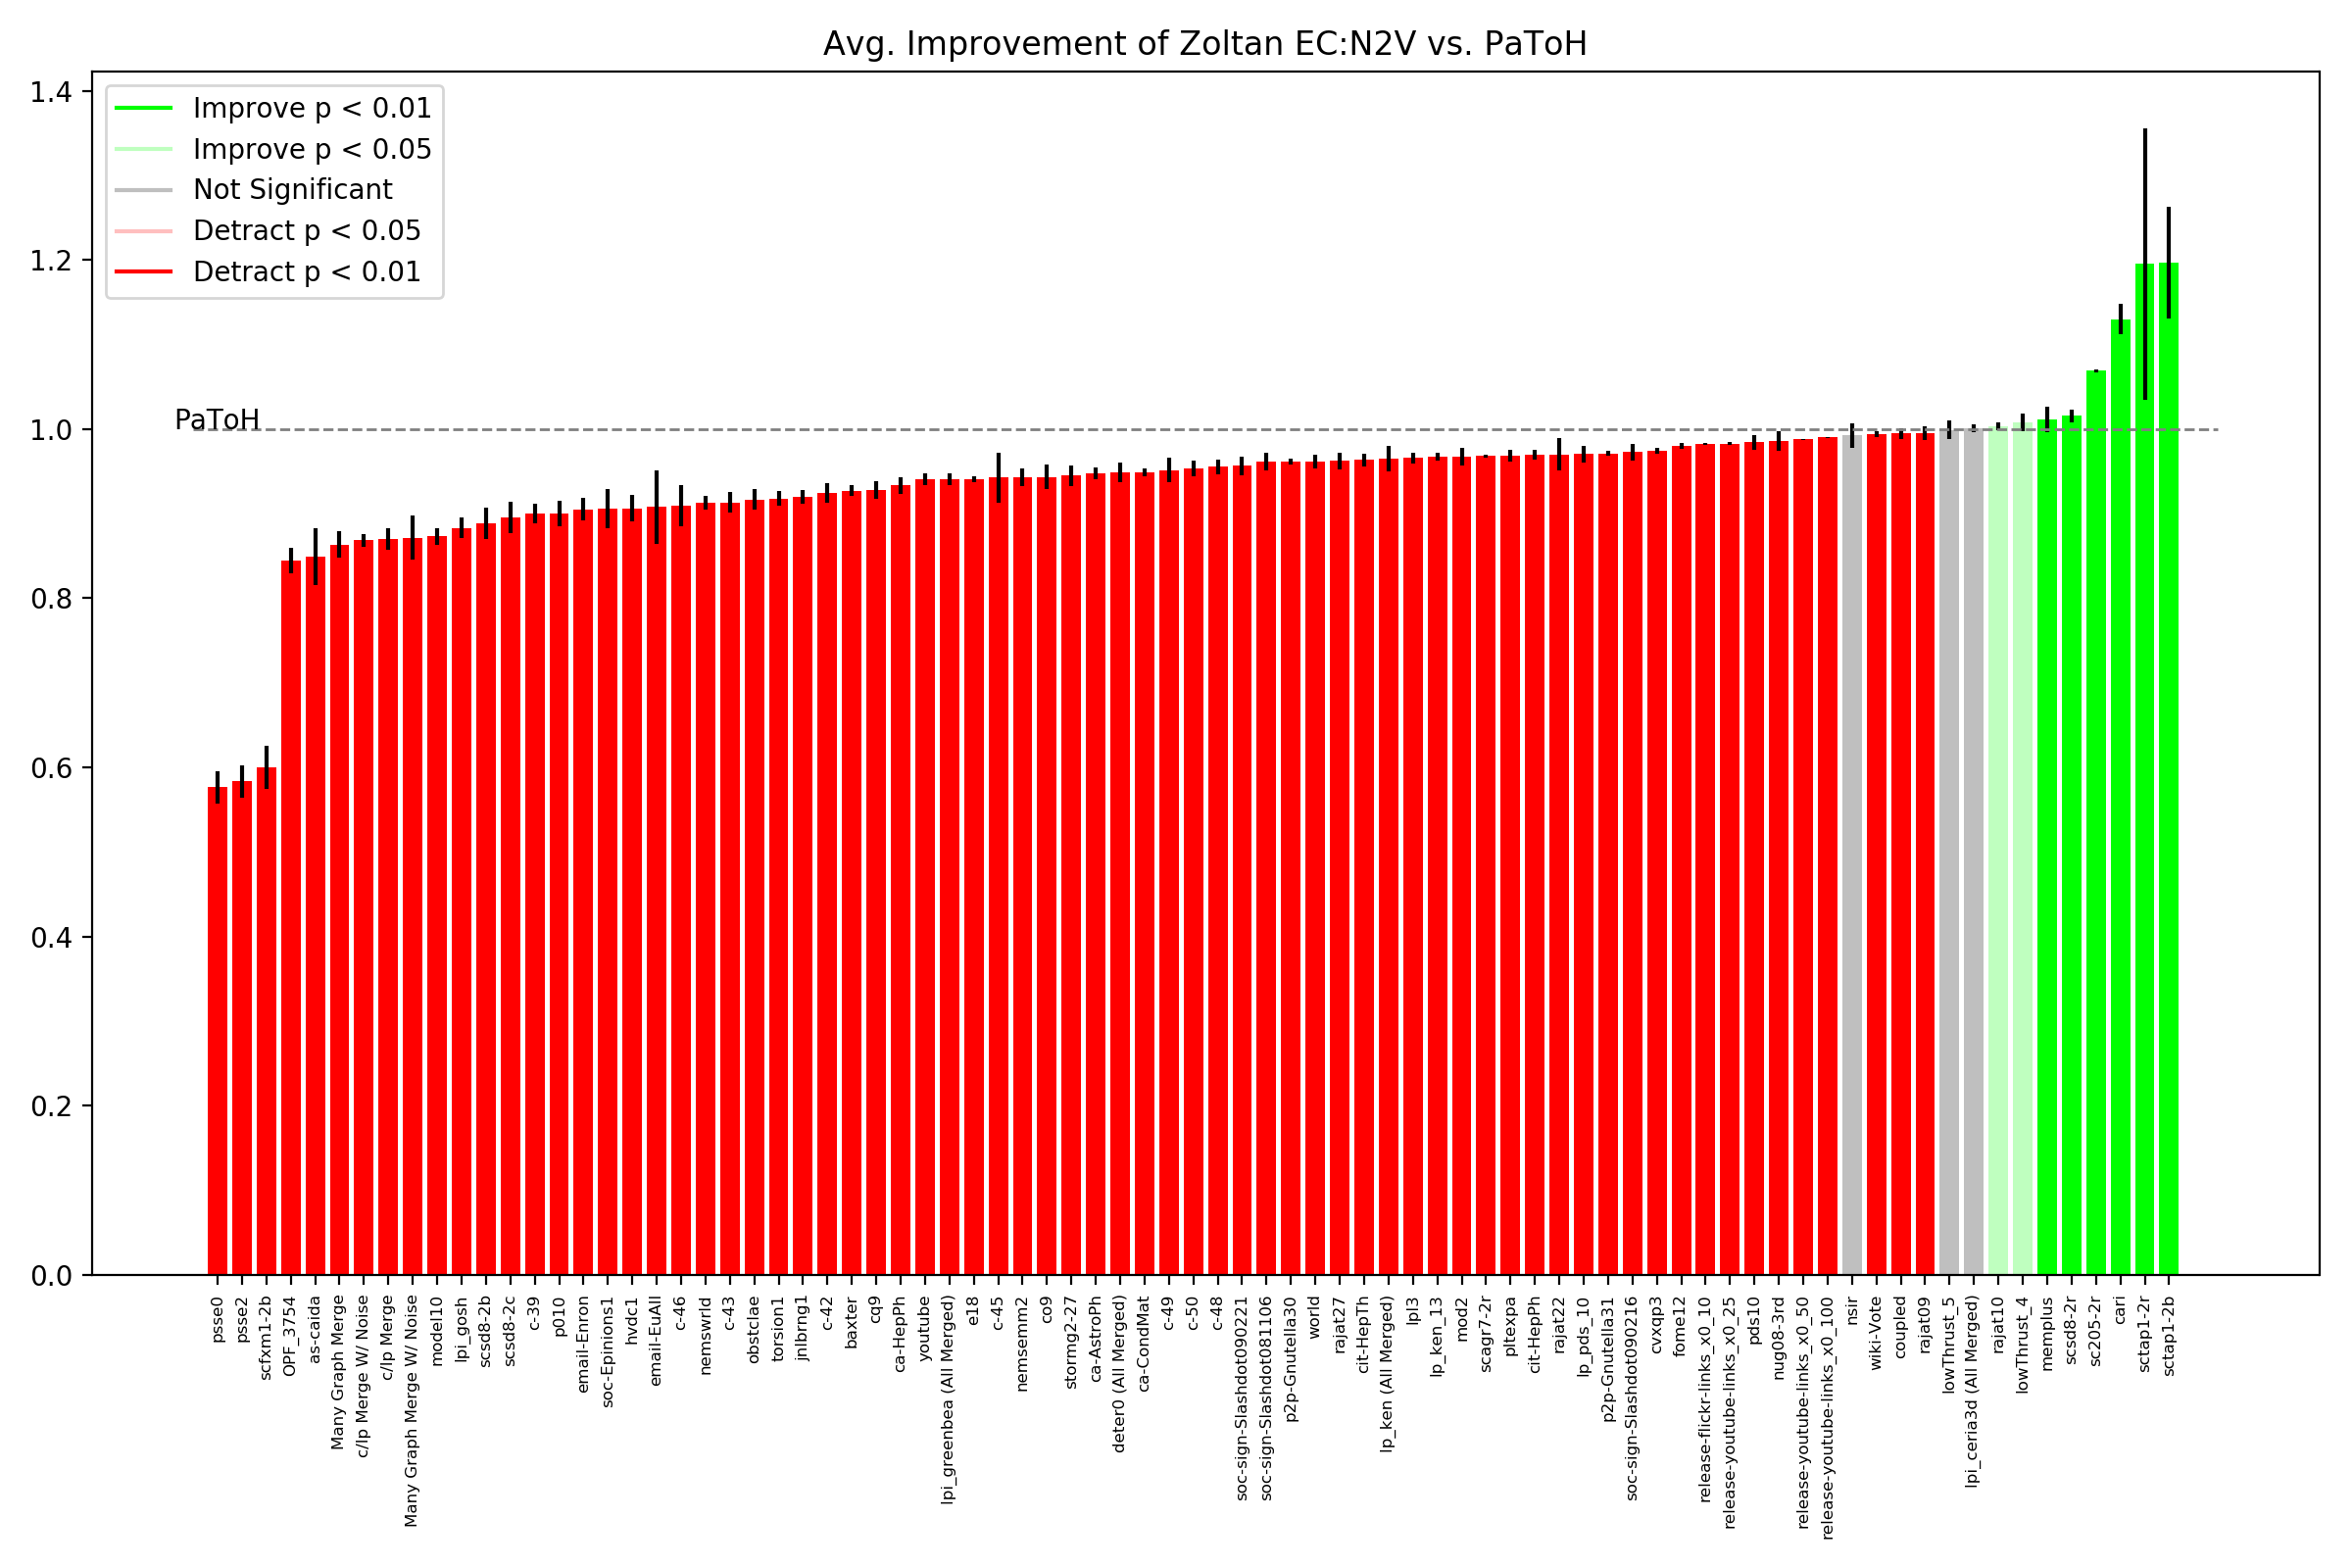 Avg. Improvement of Zoltan EC:N2V vs. PaToH
Improve p < 0.01
Improve p < 0.05
Not Significant
Detract p < 0.05
Detract p < 0.01
1.4
1.2
1.0
0.8
0.6
0.4
0.2
0.0
PaToH
psse0
psse2
scfxm1-2b
OPF_3754
as-caida
Many Graph Merge
c/lp Merge W/ Noise
c/lp Merge
Many Graph Merge W/ Noise
model10
lpi_gosh
scsd8-2b
scsd8-2c
c-39
p010
email-Enron
soc-Epinions1
hvdc1
email-EuAll
c-46
nemswrld
c-43
obstclae
torsion1
jnlbrng1
c-42
baxter
cq9
ca-HepPh
youtube
lpi_greenbea (All Merged)
e18
c-45
nemsemm2
co9
stormg2-27
ca-AstroPh
deter0 (All Merged)
ca-CondMat
c-49
c-50
c-48
soc-sign-Slashdot090221
soc-sign-Slashdot081106
p2p-Gnutella30
world
rajat27
cit-HepTh
lp_ken (All Merged)
lpl3
lp_ken_13
mod2
scagr7-2r
pltexpa
cit-HepPh
rajat22
lp_pds_10
p2p-Gnutella31
soc-sign-Slashdot090216
cvxqp3
fome12
release-flickr-links_x0_10
release-youtube-links_x0_25
pds10
nug08-3rd
release-youtube-links_x0_50
release-youtube-links_x0_100
nsir
wiki-Vote
coupled
rajat09
lowThrust_5
lpi_ceria3d (All Merged)
rajat10
lowThrust_4
memplus
scsd8-2r
sc205-2r
cari
sctap1-2r
sctap1-2b